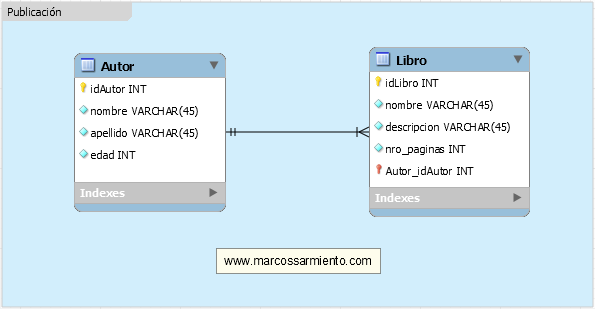 Publicación
Autor
idAutor INT
nombre VARCHAR(45)
apellido VARCHAR(45)
edad INT
Indexes
Libro
idLibro INT
nombre VARCHAR(45)
descripcion VARCHAR(45)
nro_paginas INT
Autor_idAutor INT
Indexes
www.marcossarmiento.com